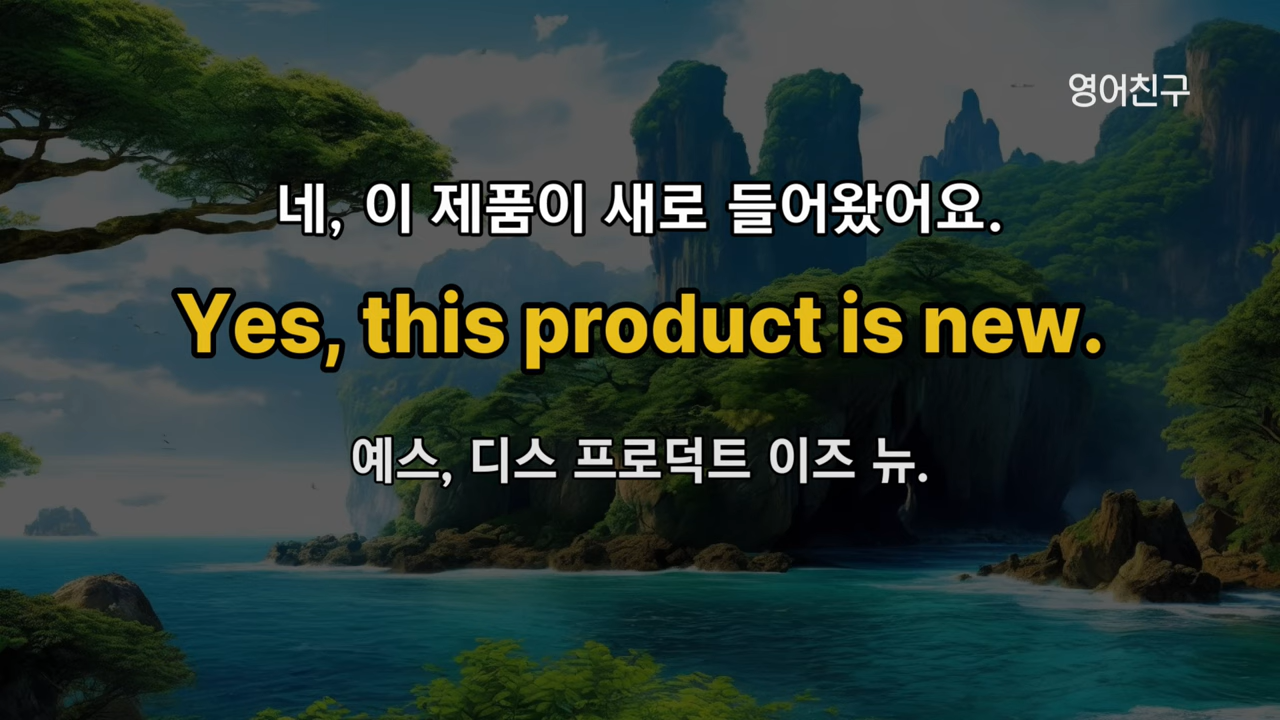 영어친구
네, 이 제품이 새로 들어왔어요.
Yes, this product is new.
예스, 디스 프로덕트 이즈 뉴.